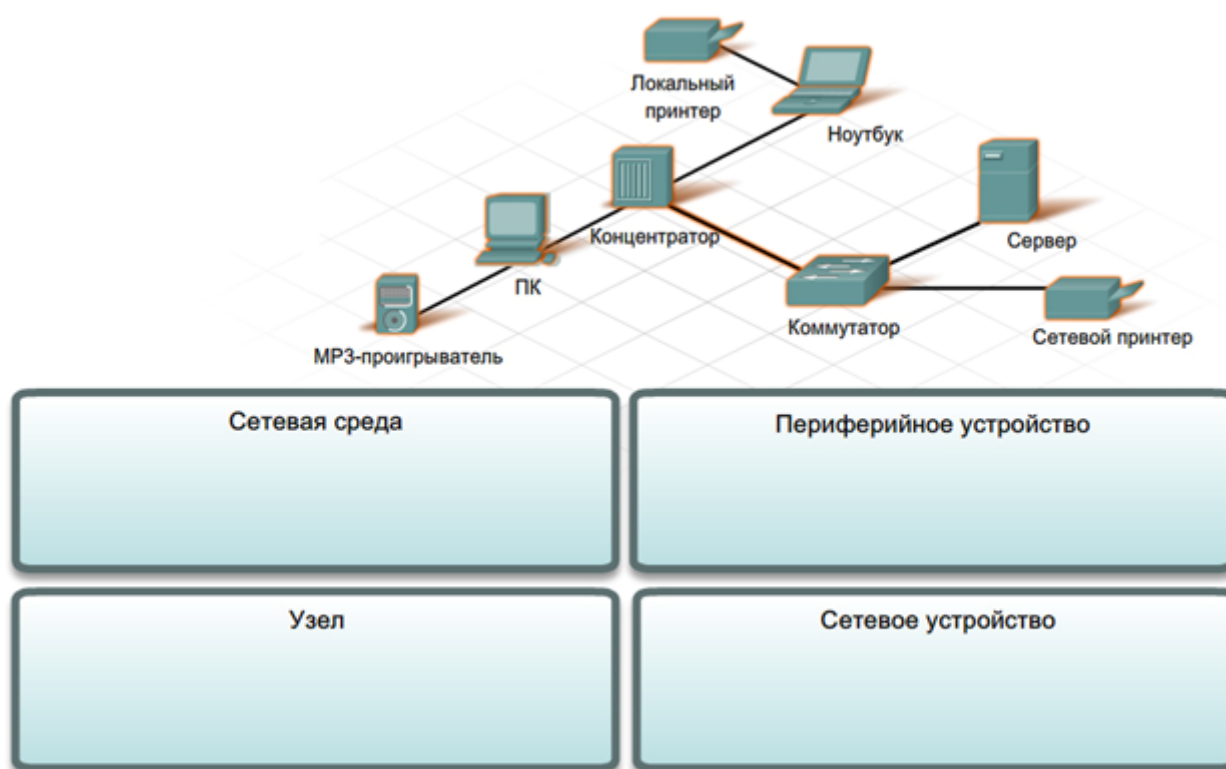 Локальный
принтер
Ноутбук
Концентратор
Сервер
ПК
Коммутатор
Сетевой принтер
MP3-проигрыватель
Сетевая среда
Периферийное устройство
Узел
Сетевое устройство